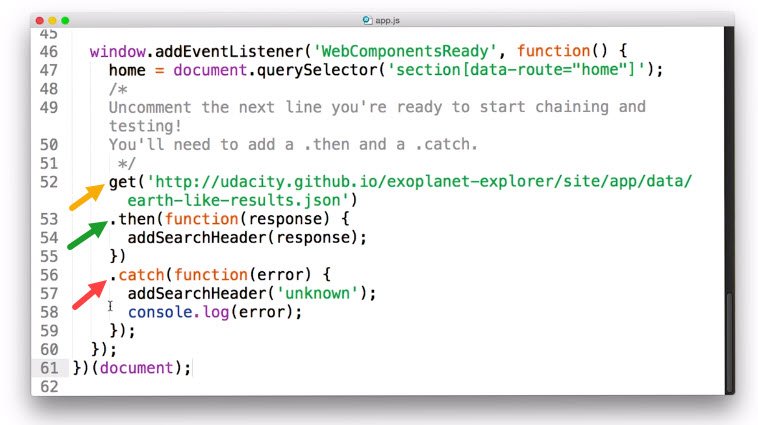 app.js
45
46 window.addEventListener('WebComponentsReady', function() {
47 home = document.querySelector('section[data-route="home"]');
48 /*
49 Uncomment the next line you're ready to start chaining and
testing!
50 You'll need to add a .then and a .catch.
51 */
52 get('http://udacity.github.io/exoplanet-explorer/site/app/data/
earth-like-results.json')
53 .then(function(response) {
54 addSearchHeader(response);
55 })
56 .catch(function(error) {
57 addSearchHeader('unknown');
58 console.log(error);
59 });
60 });
61 })(document);
62